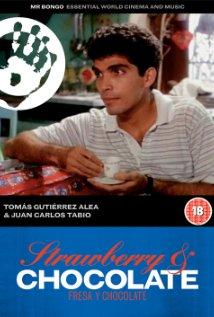 MR BONGO ESSENTIAL WORLD CINEMA AND MUSIC
TOMÁS GUTIÉRREZ ALEA
& JUAN CARLOS TABIO
18
Strawberry &
CHOCOLATE
FRESA Y CHOCOLATE